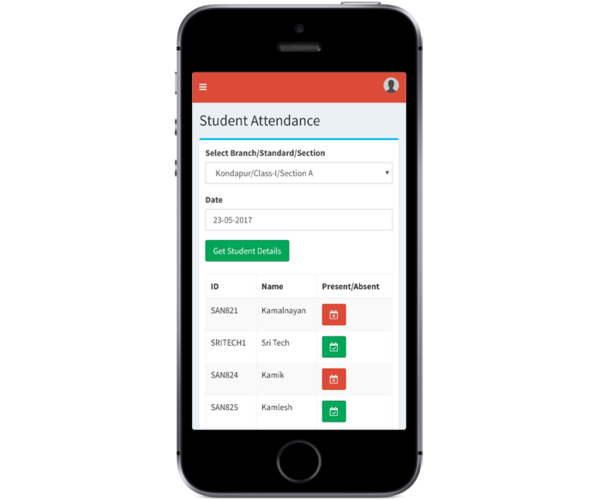 Student Attendance
Select Branch/Standard/Section
Kondapur/Class-I/Section A
Date
23-05-2017
Get Student Details
ID Name Present/Absent
SAN821 Kamalnayan
SRITECH1 Sri Tech
SAN824 Kamik
SAN825 Kamlesh